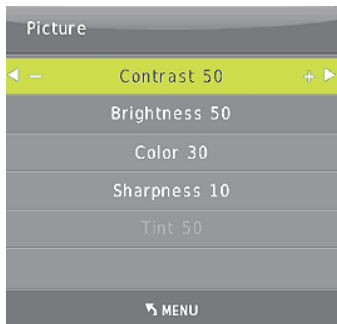 Picture
− Contrast 50 +
Brightness 50
Color 30
Sharpness 10
Tint 50
MENU